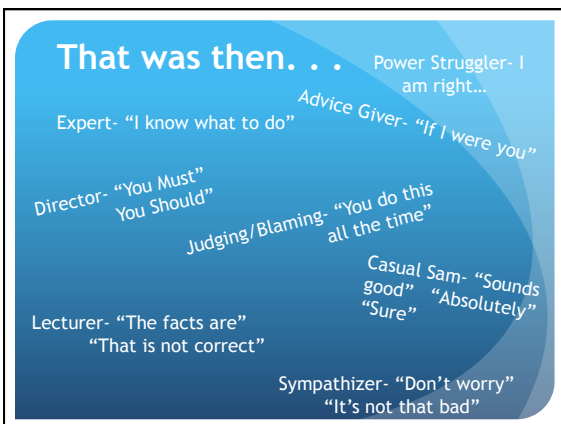 That was then. . .
Power Struggler- I
am right…
Advice Giver- “If I were you”
Expert- “I know what to do”
Director- “You Must”
You Should”
Judging/Blaming- “You do this
all the time”
Casual Sam- “Sounds
good” “Absolutely”
“Sure”
Lecturer- “The facts are”
“That is not correct”
Sympathizer- “Don’t worry”
“It’s not that bad”